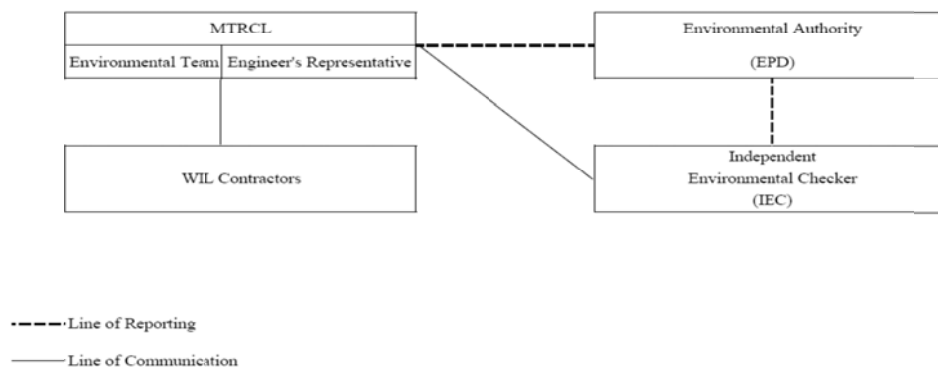 MTRCL
Environmental Team
Engineer's Representative
Environmental Authority
(EPD)
WIL Contractors
Independent
Environmental Checker
(IEC)
Line of Reporting
Line of Communication